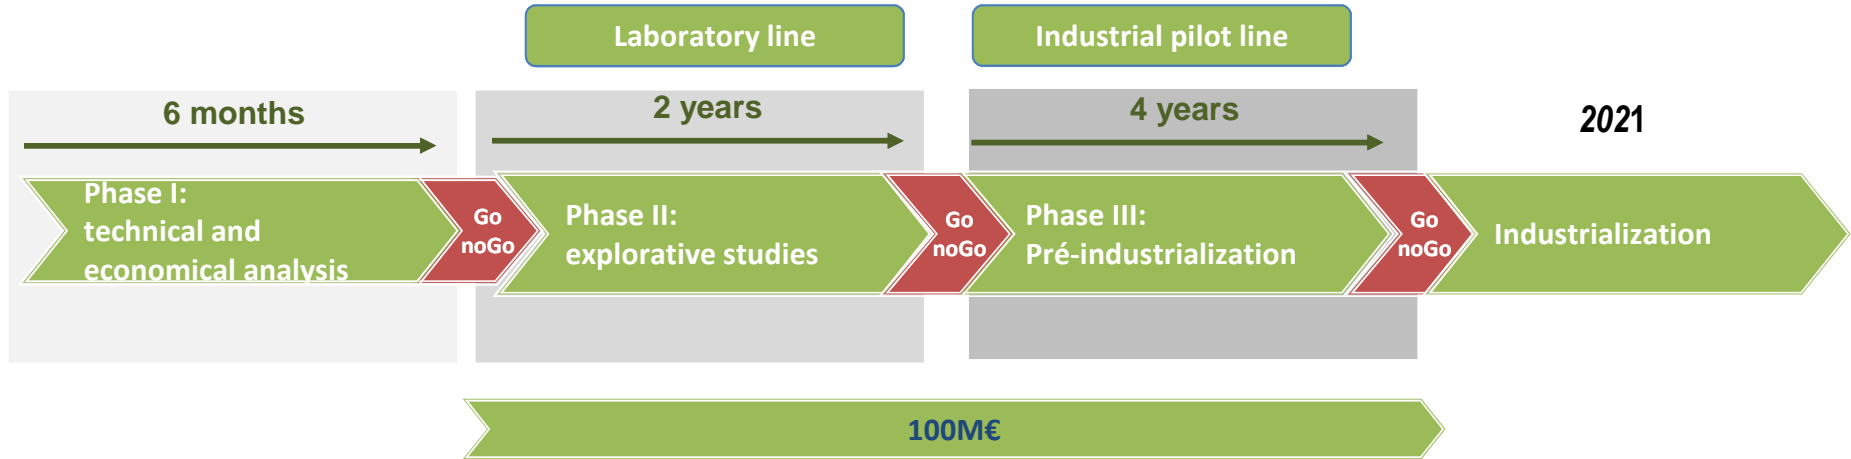 Laboratory line
Industrial pilot line
6 months
2 years
4 years
2021
Phase I:
technical and
economical analysis
Go
noGo
Phase II:
explorative studies
Go
noGo
Phase III:
Pré-industrialization
Go
noGo
Industrialization
100M€